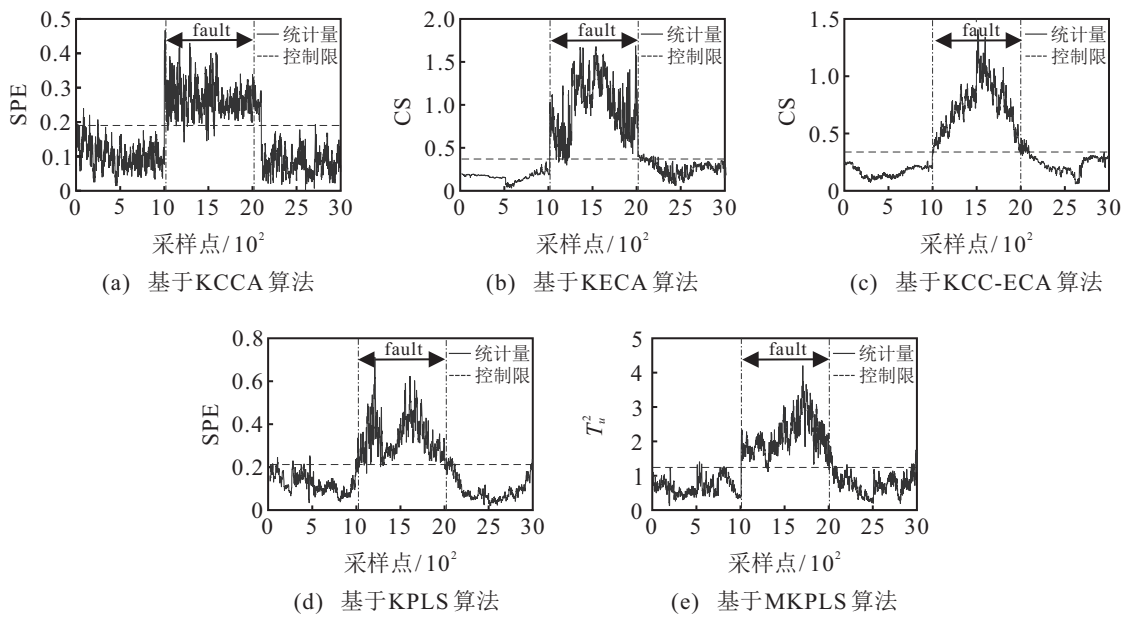 0.5
0.4
0.3
0.2
0.1
0
SPE
fault
统计量
控制限
0 5 10 15 20 25 30
采样点/10²
(a) 基于KCCA算法
2.0
1.5
1.0
0.5
0
CS
fault
统计量
控制限
0 5 10 15 20 25 30
采样点/10²
(b) 基于KECA算法
1.5
1.0
0.5
0
CS
fault
统计量
控制限
0 5 10 15 20 25 30
采样点/10²
(c) 基于KCC-ECA算法
0.8
0.6
0.4
0.2
0
SPE
fault
统计量
控制限
0 5 10 15 20 25 30
采样点/10²
(d) 基于KPLS算法
5
4
3
2
1
0
T²ᵤ
fault
统计量
控制限
0 5 10 15 20 25 30
采样点/10²
(e) 基于MKPLS算法